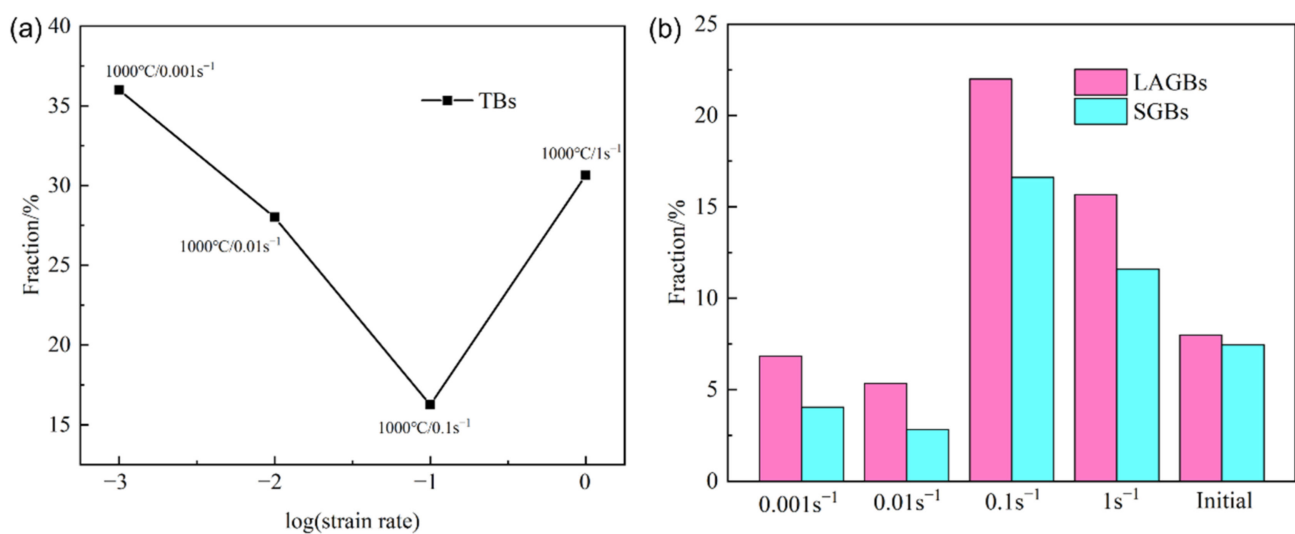 (a)
40
35
30
25
20
15
Fraction/%
1000°C/0.001s⁻¹
TBs
1000°C/1s⁻¹
1000°C/0.01s⁻¹
1000°C/0.1s⁻¹
−3 −2 −1 0
log(strain rate)
(b)
25
20
15
10
5
0
Fraction/%
LAGBs
SGBs
0.001s⁻¹ 0.01s⁻¹ 0.1s⁻¹ 1s⁻¹ Initial